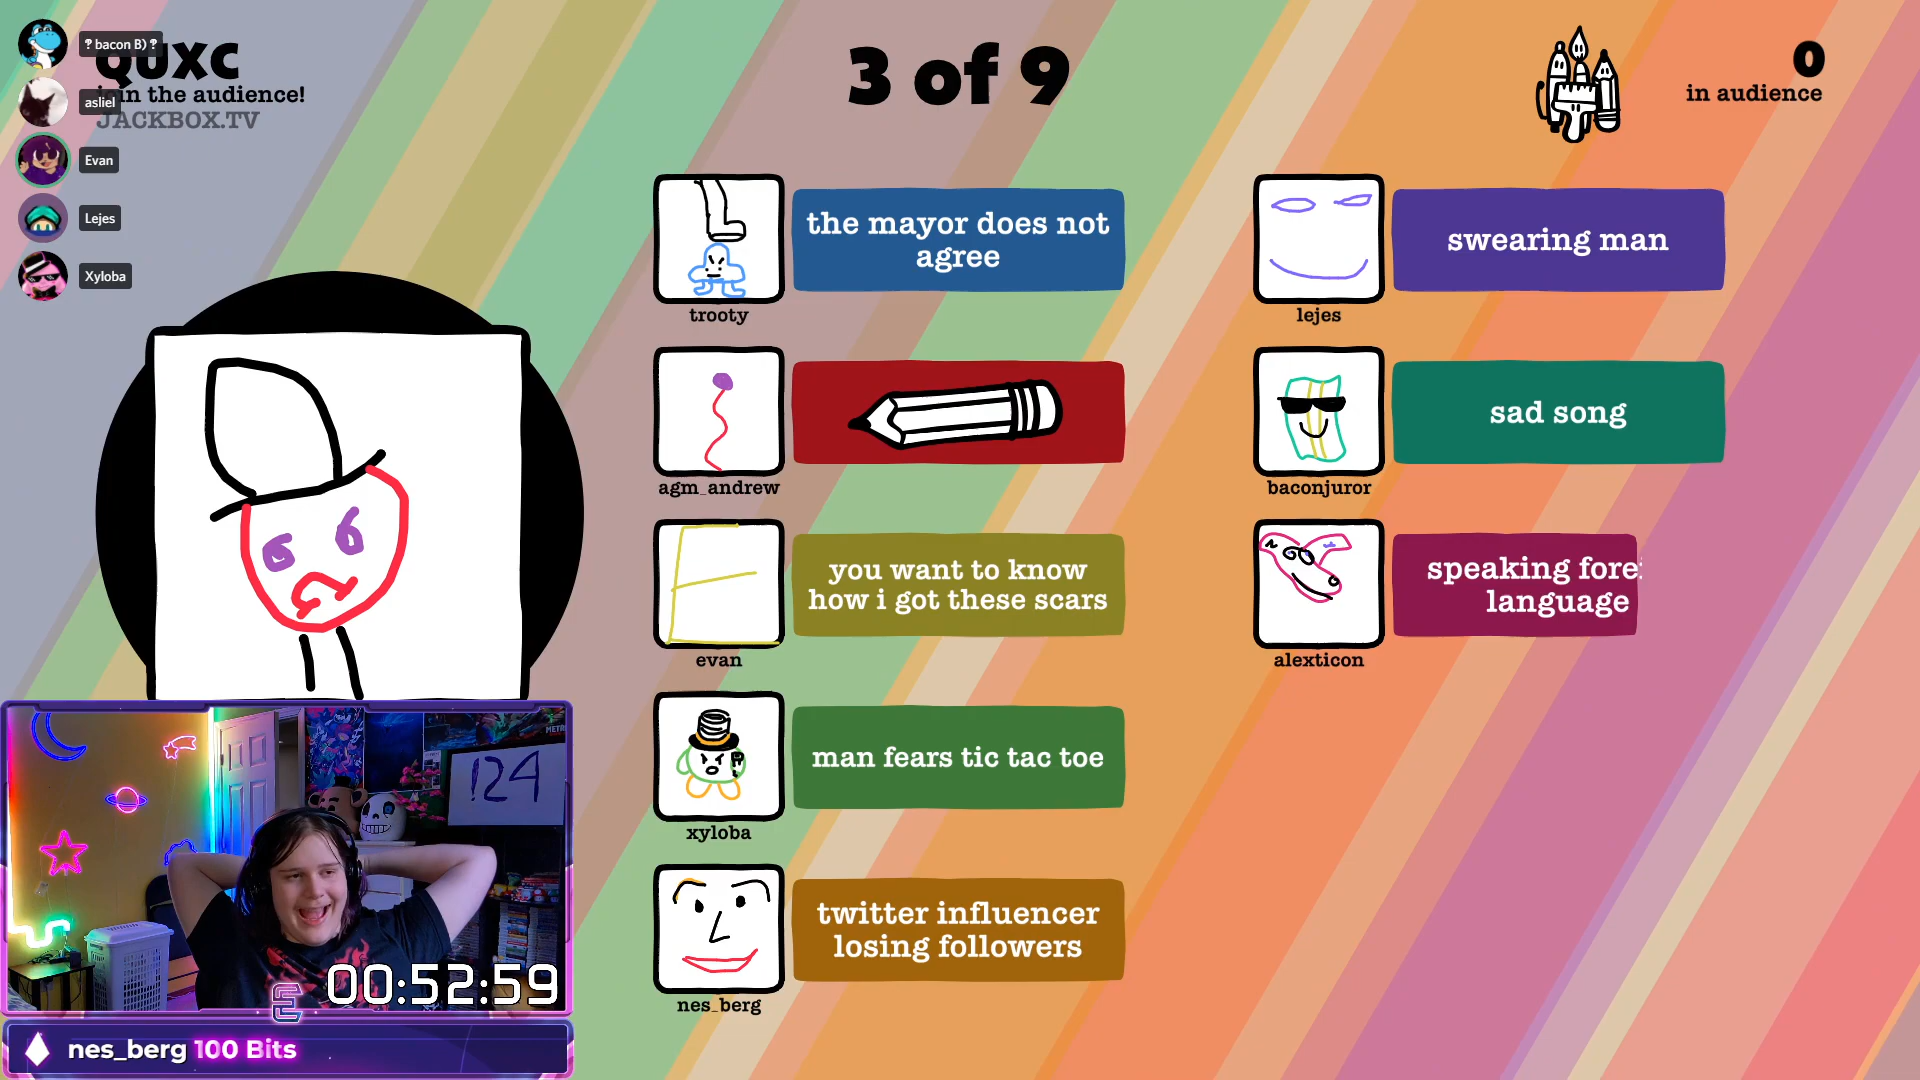 ? bacon B) ?
QUXC
join the audience!
JACKBOX.TV
asliel
Evan
Lejes
Xyloba
3 of 9
0
in audience
the mayor does not
agree
trooty
swearing man
lejes
agm_andrew
sad song
baconjuror
you want to know
how i got these scars
evan
speaking fore
language
alexticon
man fears tic tac toe
xyloba
twitter influencer
losing followers
nes_berg
124
00:52:59
nes_berg 100 Bits